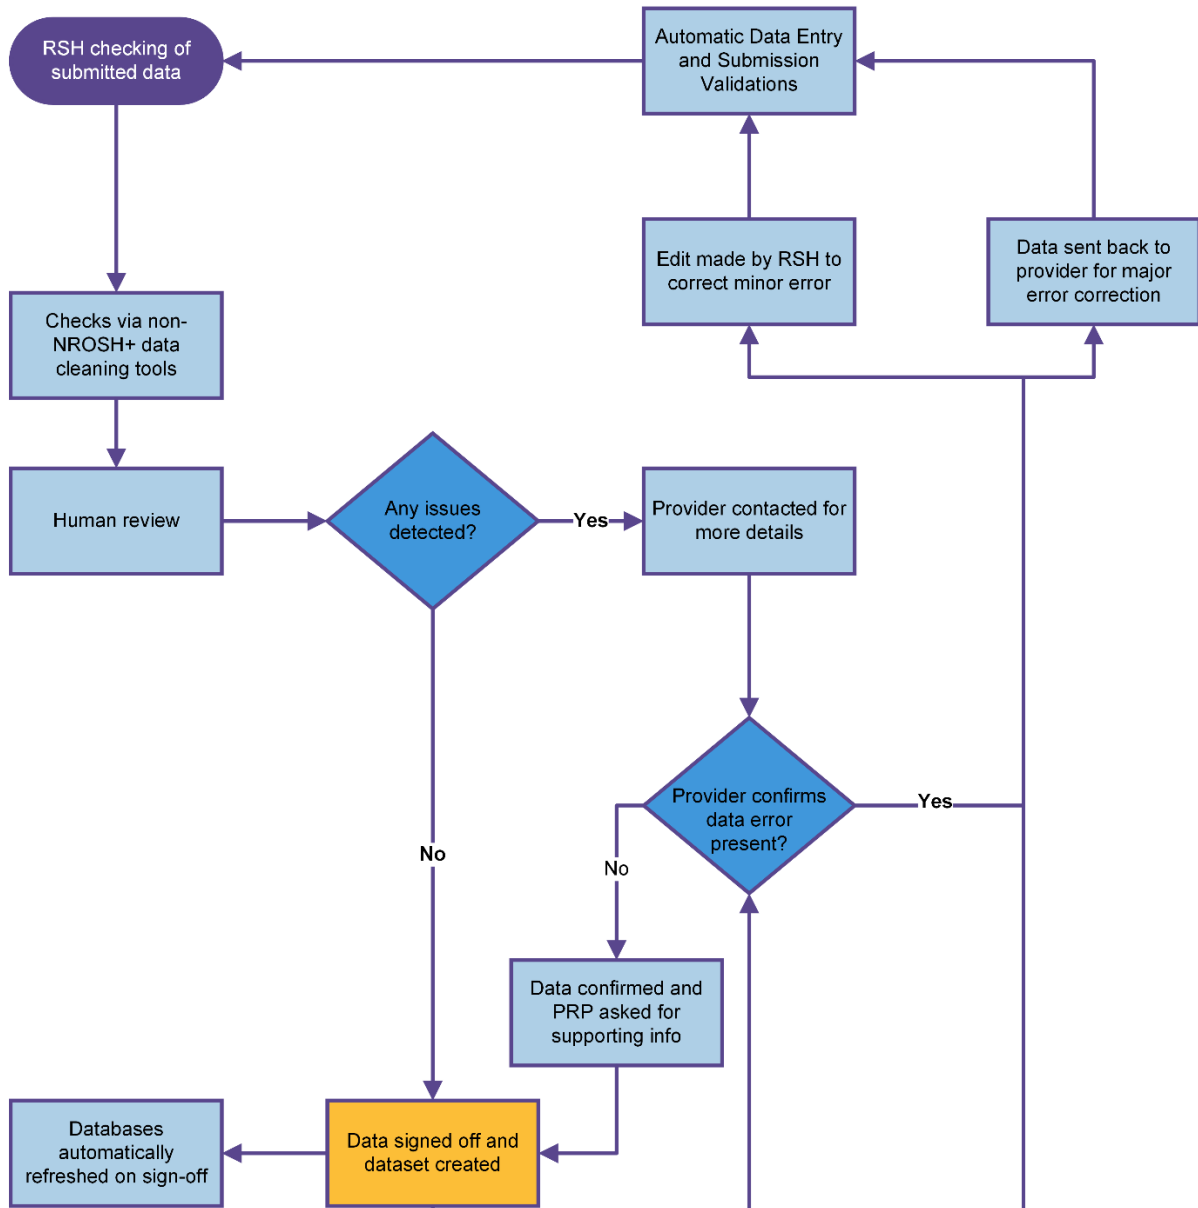 RSH checking of
submitted data
Automatic Data Entry
and Submission
Validations
Edit made by RSH to
correct minor error
Data sent back to
provider for major
error correction
Checks via non-
NROSH+ data
cleaning tools
Human review
Any issues
detected?
Yes
Provider contacted for
more details
Provider confirms
data error
present?
Yes
No
No
Data confirmed and
PRP asked for
supporting info
Databases
automatically
refreshed on sign-off
Data signed off and
dataset created